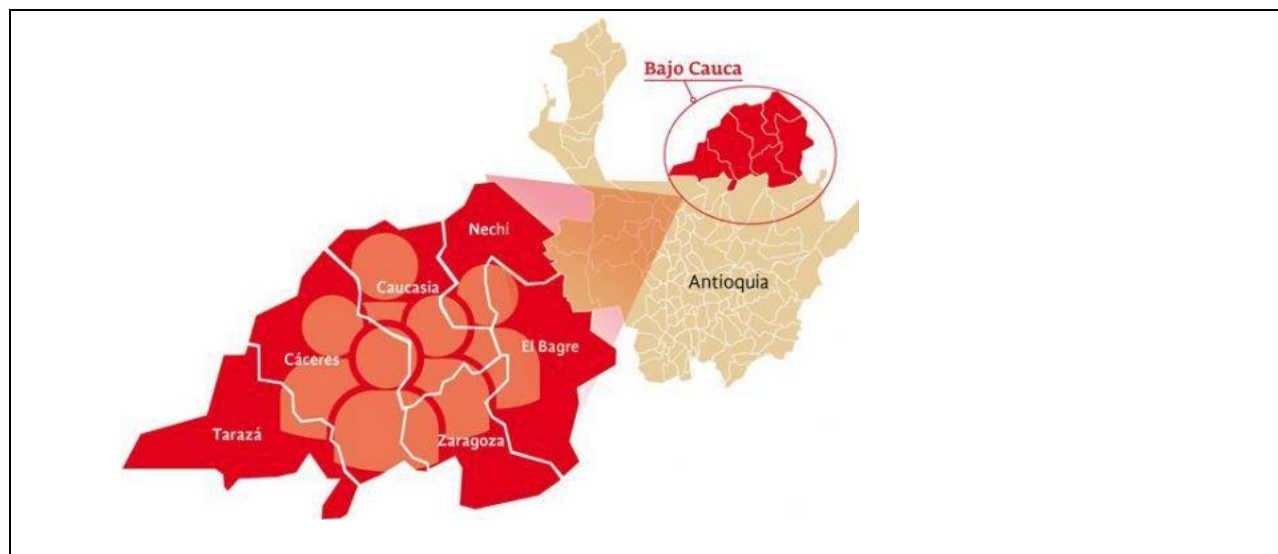 Bajo Cauca
Nechí
Antioquia
Caucasia
El Bagre
Cáceres
Tarazá
Zaragoza